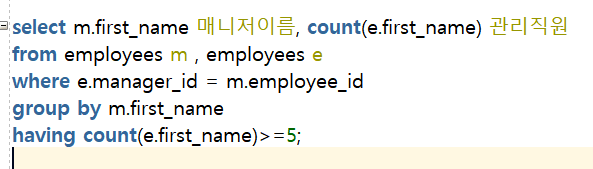 select m.first_name 매니저이름, count(e.first_name) 관리직원
from employees m , employees e
where e.manager_id = m.employee_id
group by m.first_name
having count(e.first_name)>=5;